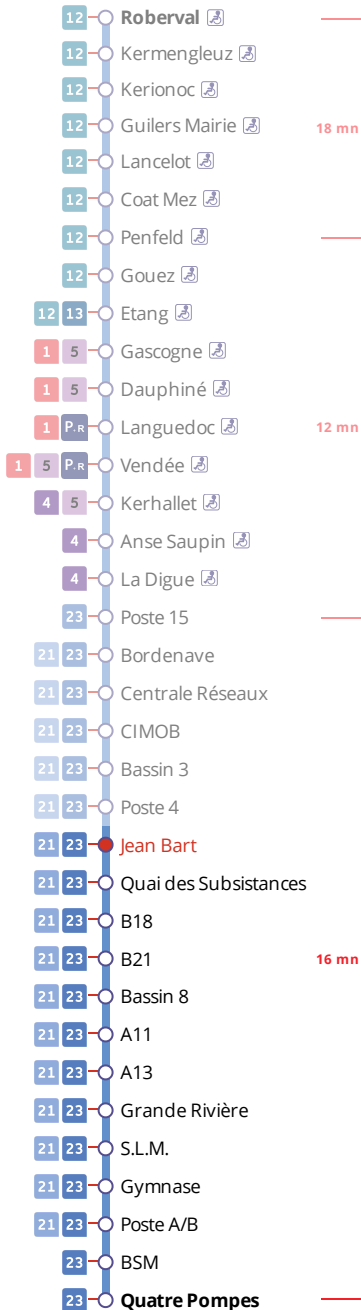 12 Roberval
12 Kermengleuz
12 Kerionoc
12 Guilers Mairie 18 mn
12 Lancelot
12 Coat Mez
12 Penfeld
12 Gouez
12 13 Etang
1 5 Gascogne
1 5 Dauphiné
1 P+R Languedoc 12 mn
1 5 P+R Vendée
4 5 Kerhallet
4 Anse Saupin
4 La Digue
23 Poste 15
21 23 Bordenave
21 23 Centrale Réseaux
21 23 CIMOB
21 23 Bassin 3
21 23 Poste 4
21 23 Jean Bart
21 23 Quai des Subsistances
21 23 B18
21 23 B21 16 mn
21 23 Bassin 8
21 23 A11
21 23 A13
21 23 Grande Rivière
21 23 S.L.M.
21 23 Gymnase
21 23 Poste A/B
23 BSM
23 Quatre Pompes